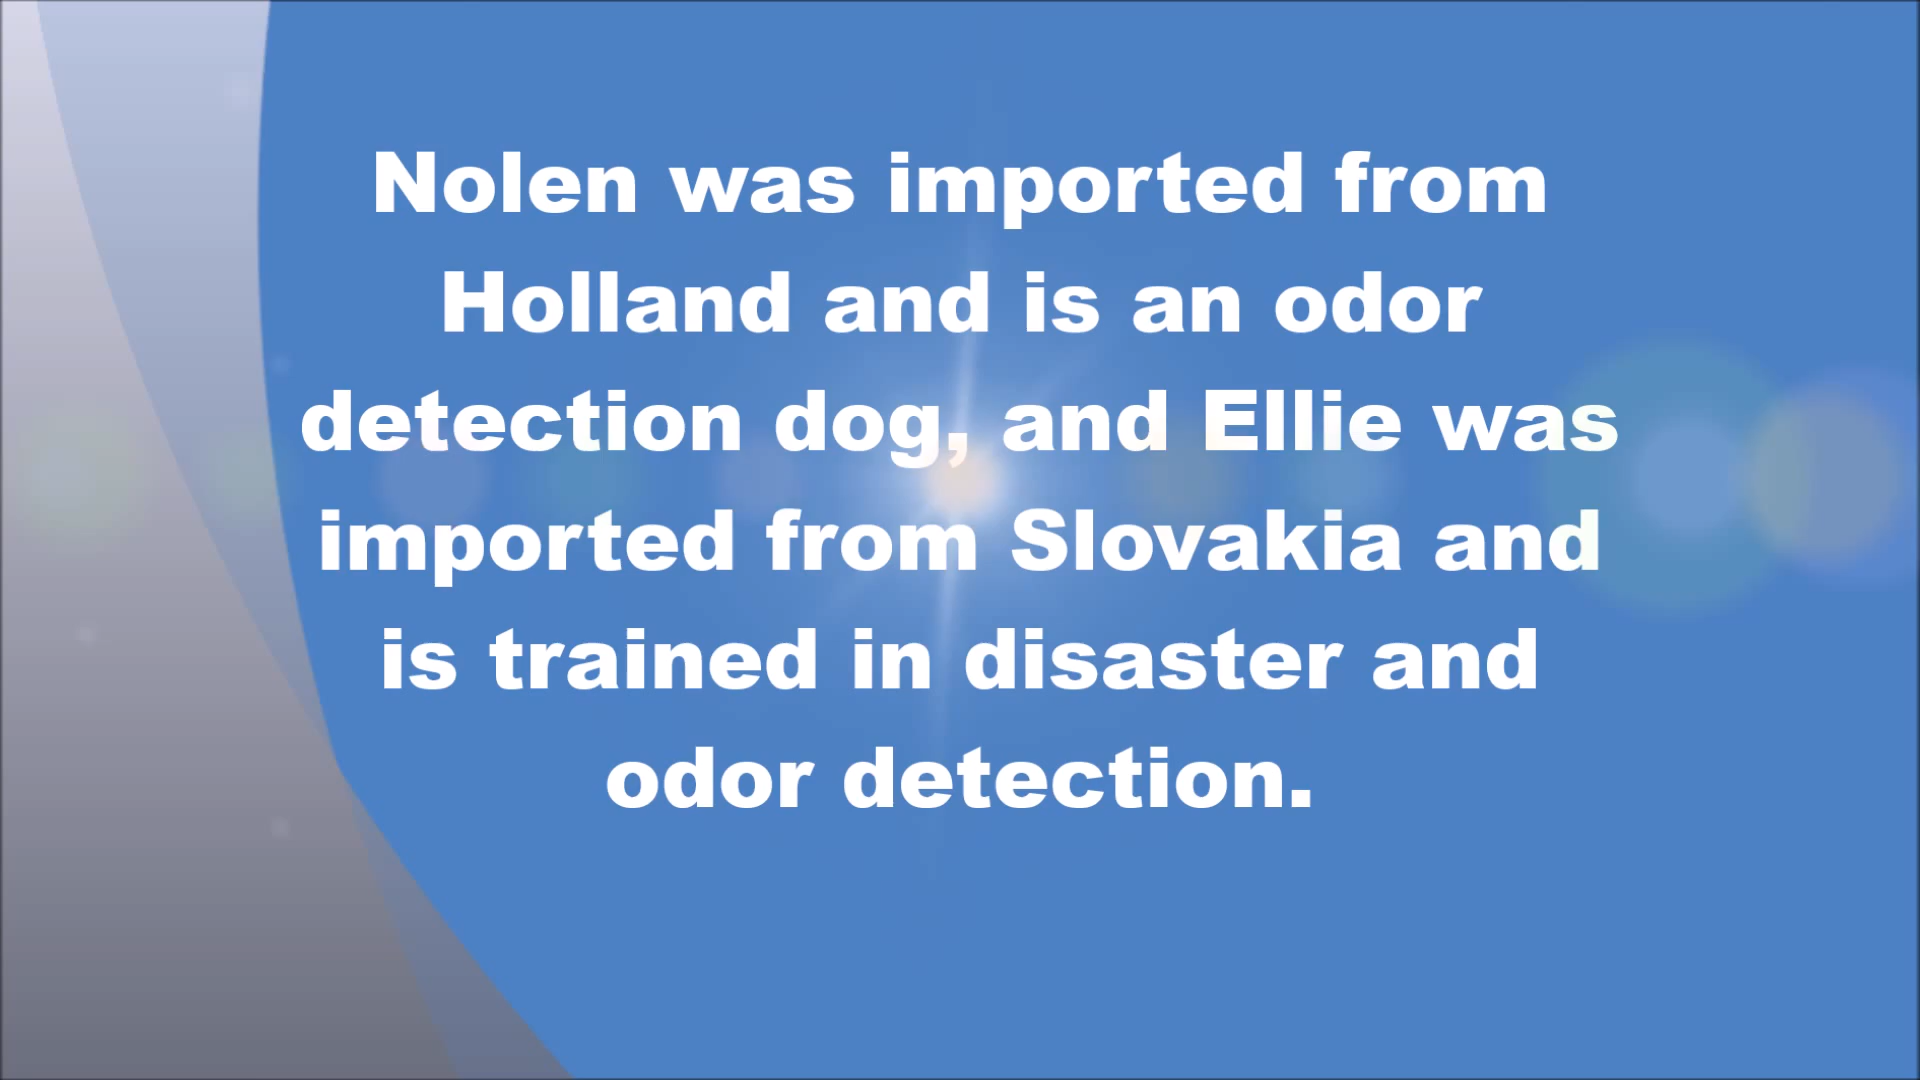 Nolen was imported from
Holland and is an odor
detection dog, and Ellie was
imported from Slovakia and
is trained in disaster and
odor detection.